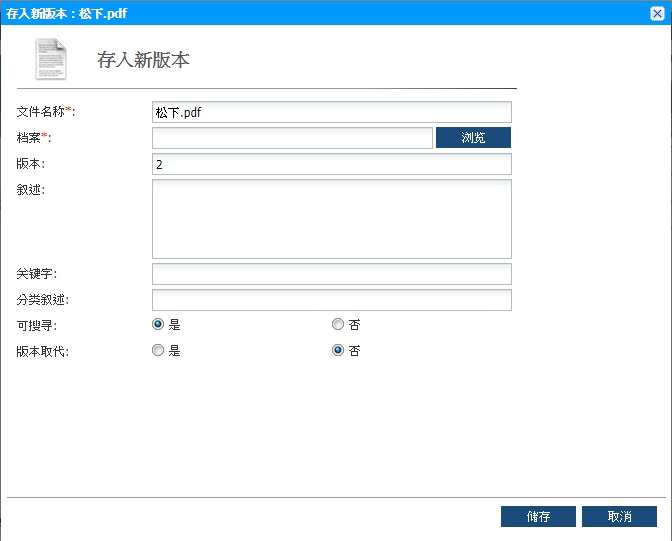 存入新版本：松下.pdf
存入新版本
文件名称*: 松下.pdf
档案*: 浏览
版本: 2
叙述:
关键字:
分类叙述:
可搜寻: 是 否
版本取代: 是 否
储存 取消